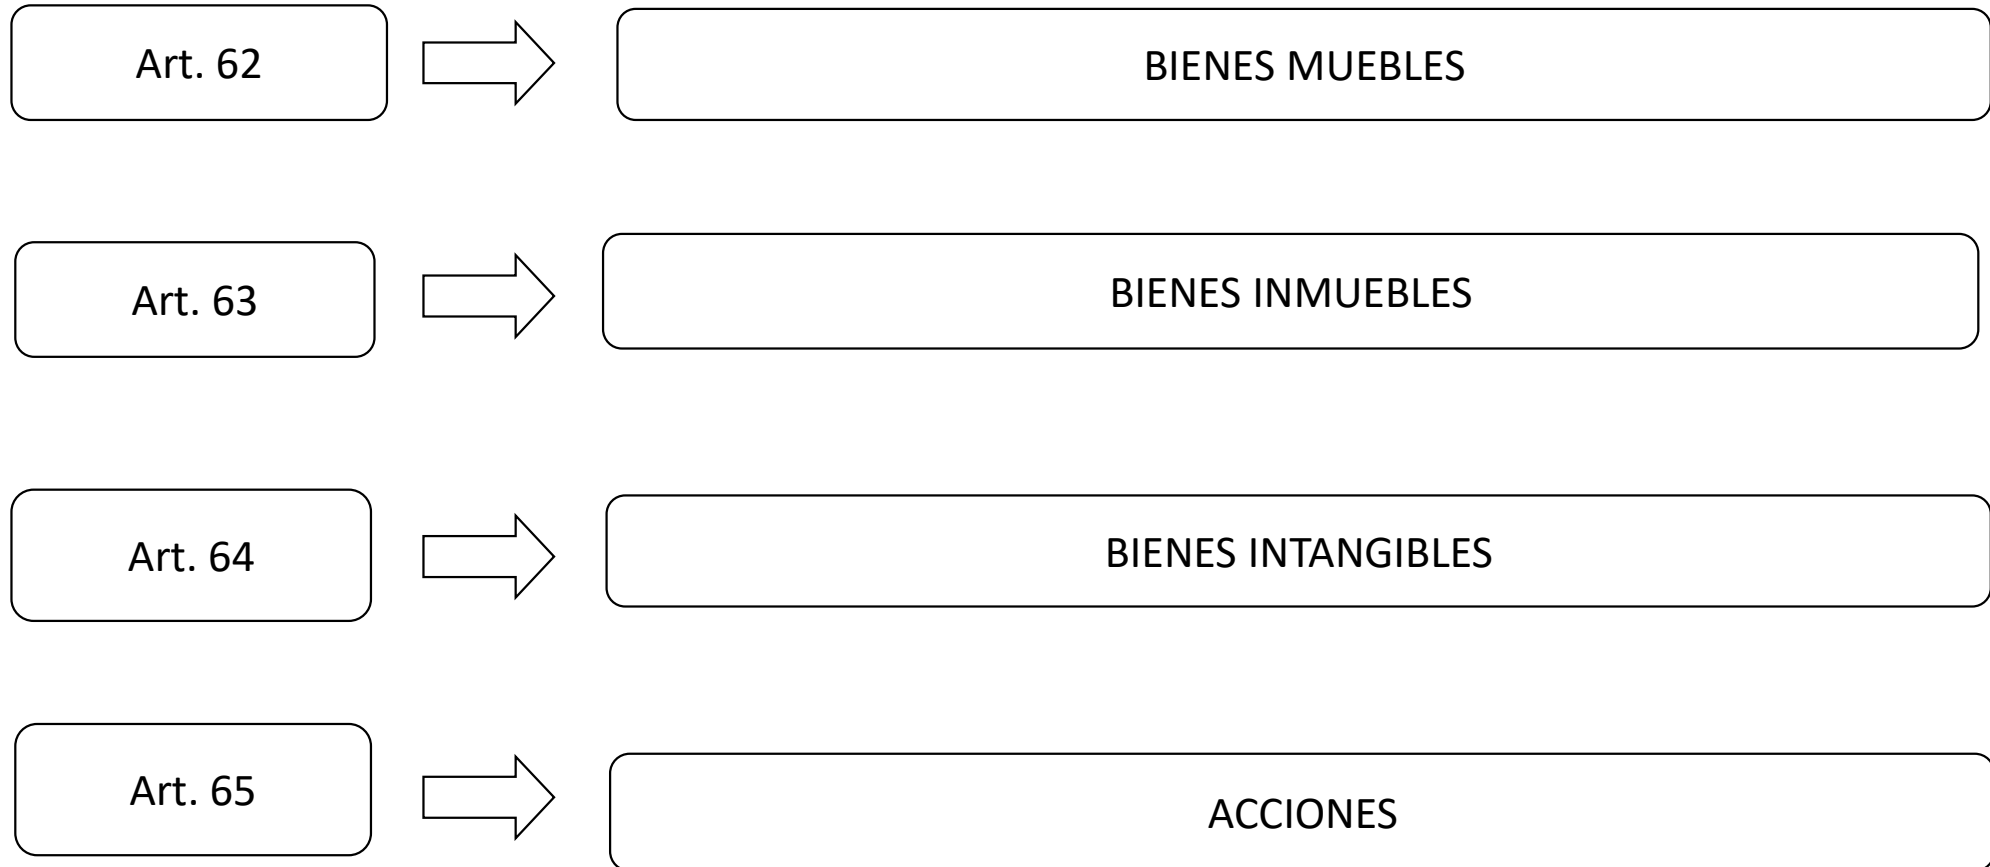 Art. 62
BIENES MUEBLES
Art. 63
BIENES INMUEBLES
Art. 64
BIENES INTANGIBLES
Art. 65
ACCIONES